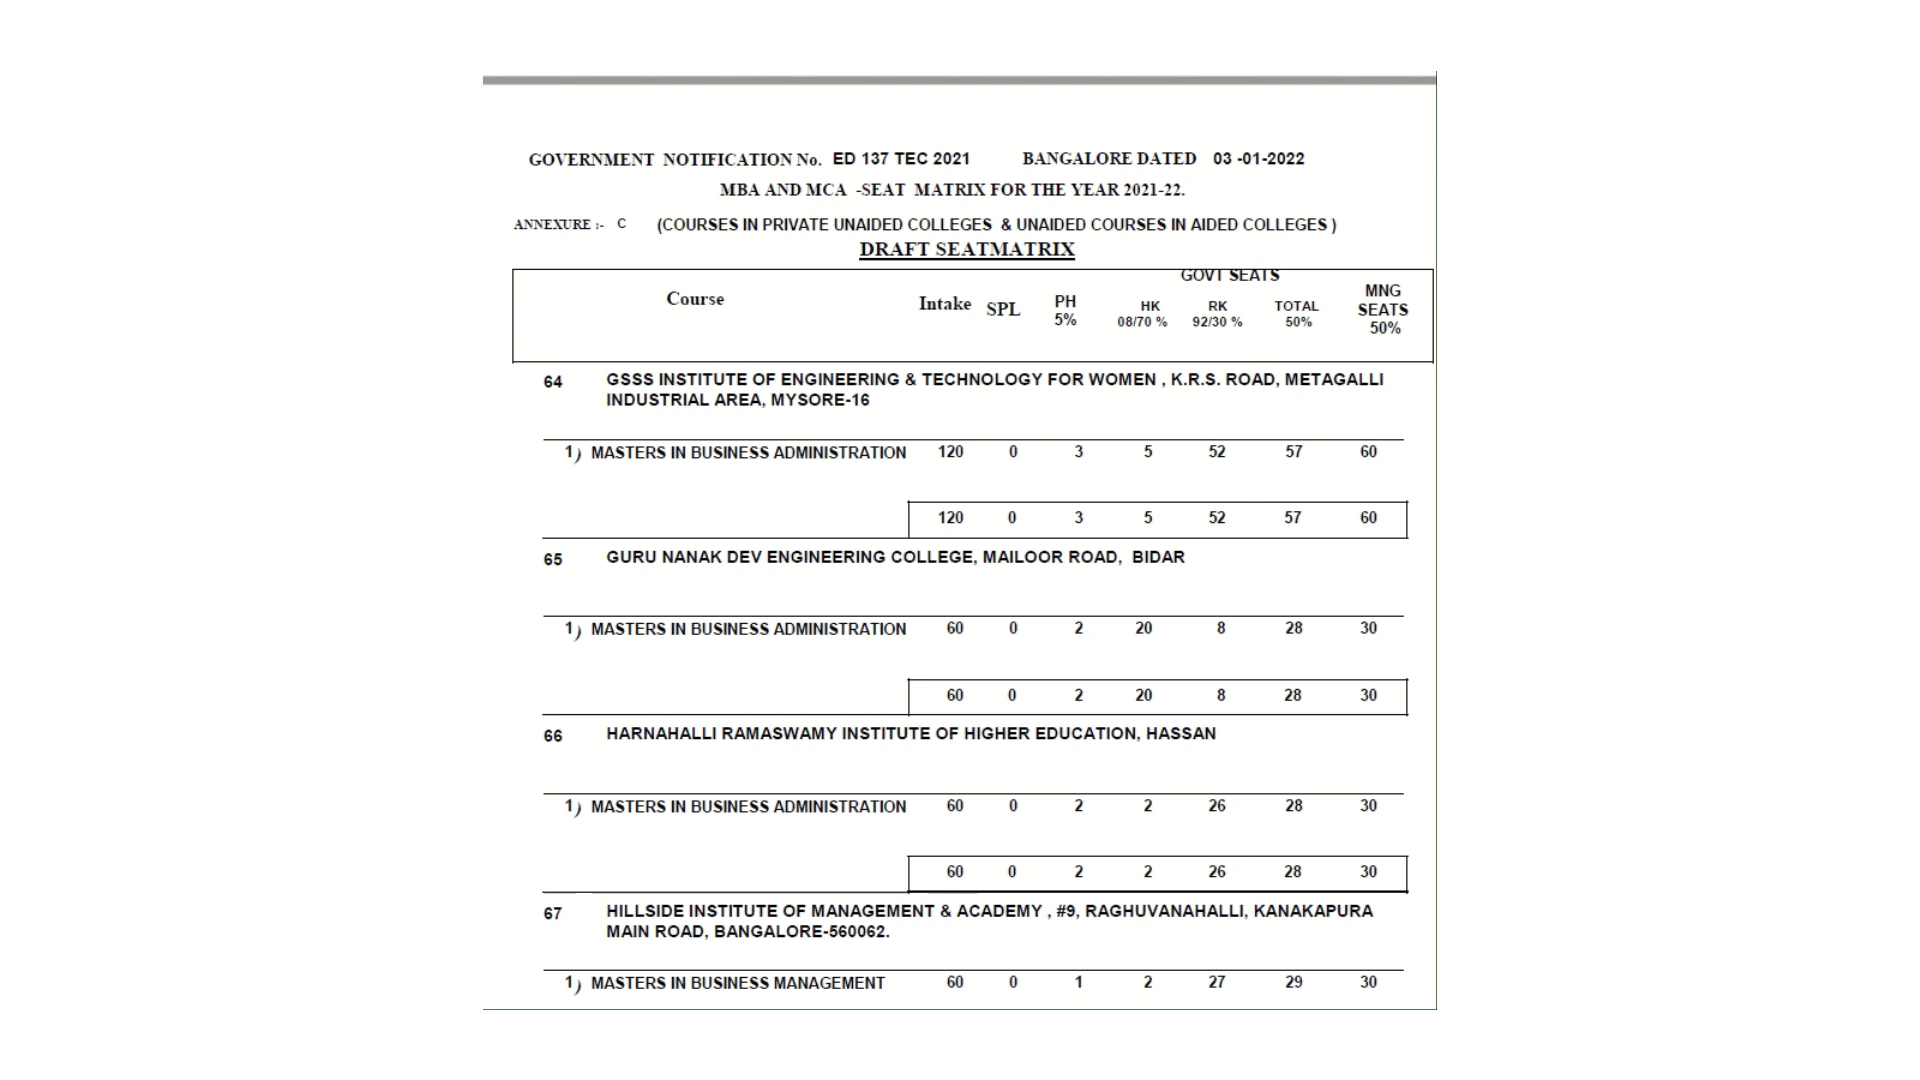 GOVERNMENT NOTIFICATION No. ED 137 TEC 2021 BANGALORE DATED 03 -01-2022
MBA AND MCA -SEAT MATRIX FOR THE YEAR 2021-22.
ANNEXURE :- C (COURSES IN PRIVATE UNAIDED COLLEGES & UNAIDED COURSES IN AIDED COLLEGES )
DRAFT SEATMATRIX
GOVT SEATS
Course Intake SPL PH 5% HK 08/70 % RK 92/30 % TOTAL 50% MNG SEATS 50%
64 GSSS INSTITUTE OF ENGINEERING & TECHNOLOGY FOR WOMEN , K.R.S. ROAD, METAGALLI
INDUSTRIAL AREA, MYSORE-16
1) MASTERS IN BUSINESS ADMINISTRATION 120 0 3 5 52 57 60
120 0 3 5 52 57 60
65 GURU NANAK DEV ENGINEERING COLLEGE, MAILOOR ROAD, BIDAR
1) MASTERS IN BUSINESS ADMINISTRATION 60 0 2 20 8 28 30
60 0 2 20 8 28 30
66 HARNAHALLI RAMASWAMY INSTITUTE OF HIGHER EDUCATION, HASSAN
1) MASTERS IN BUSINESS ADMINISTRATION 60 0 2 2 26 28 30
60 0 2 2 26 28 30
67 HILLSIDE INSTITUTE OF MANAGEMENT & ACADEMY , #9, RAGHUVANAHALLI, KANAKAPURA
MAIN ROAD, BANGALORE-560062.
1) MASTERS IN BUSINESS MANAGEMENT 60 0 1 2 27 29 30